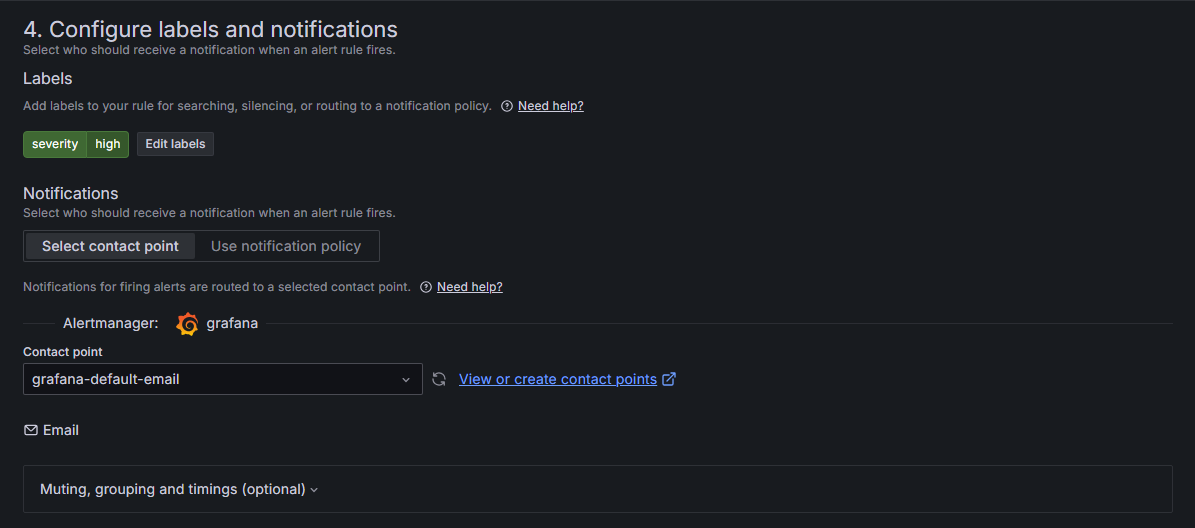 4. Configure labels and notifications
Select who should receive a notification when an alert rule fires.
Labels
Add labels to your rule for searching, silencing, or routing to a notification policy. Need help?
severity high Edit labels
Notifications
Select who should receive a notification when an alert rule fires.
Select contact point Use notification policy
Notifications for firing alerts are routed to a selected contact point. Need help?
Alertmanager: grafana
Contact point
grafana-default-email View or create contact points
Email
Muting, grouping and timings (optional)